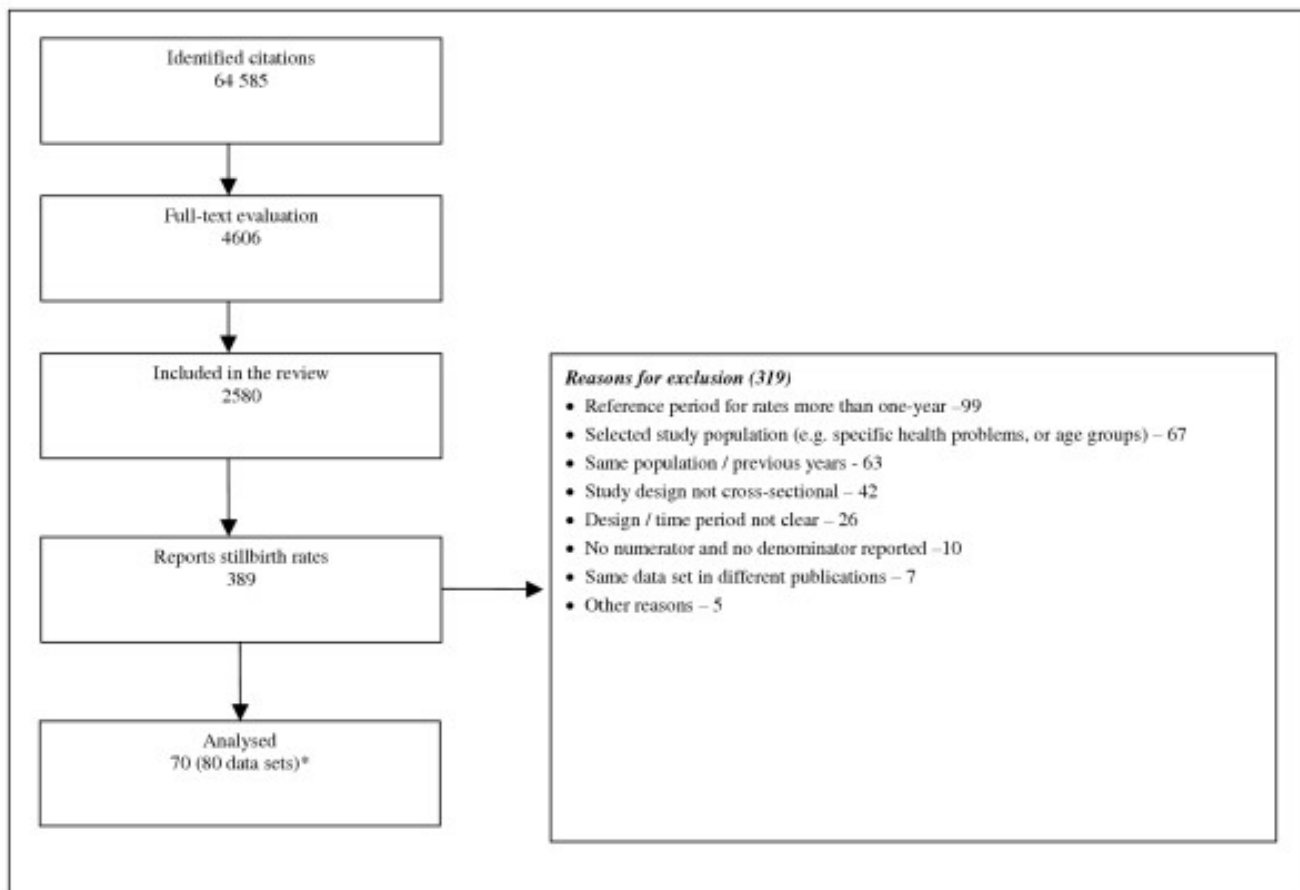 Identified citations
64 585
Full-text evaluation
4606
Included in the review
2580
Reports stillbirth rates
389
Analysed
70 (80 data sets)*
Reasons for exclusion (319)
• Reference period for rates more than one-year –99
• Selected study population (e.g. specific health problems, or age groups) – 67
• Same population / previous years - 63
• Study design not cross-sectional – 42
• Design / time period not clear – 26
• No numerator and no denominator reported –10
• Same data set in different publications – 7
• Other reasons – 5